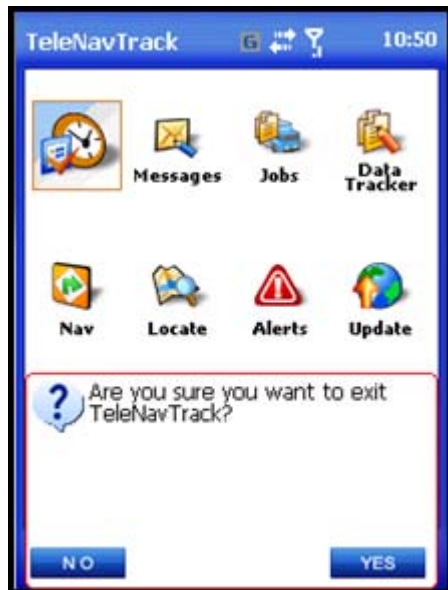 TeleNavTrack G 10:50
Messages Jobs Data Tracker
Nav Locate Alerts Update
? Are you sure you want to exit
TeleNavTrack?
NO YES